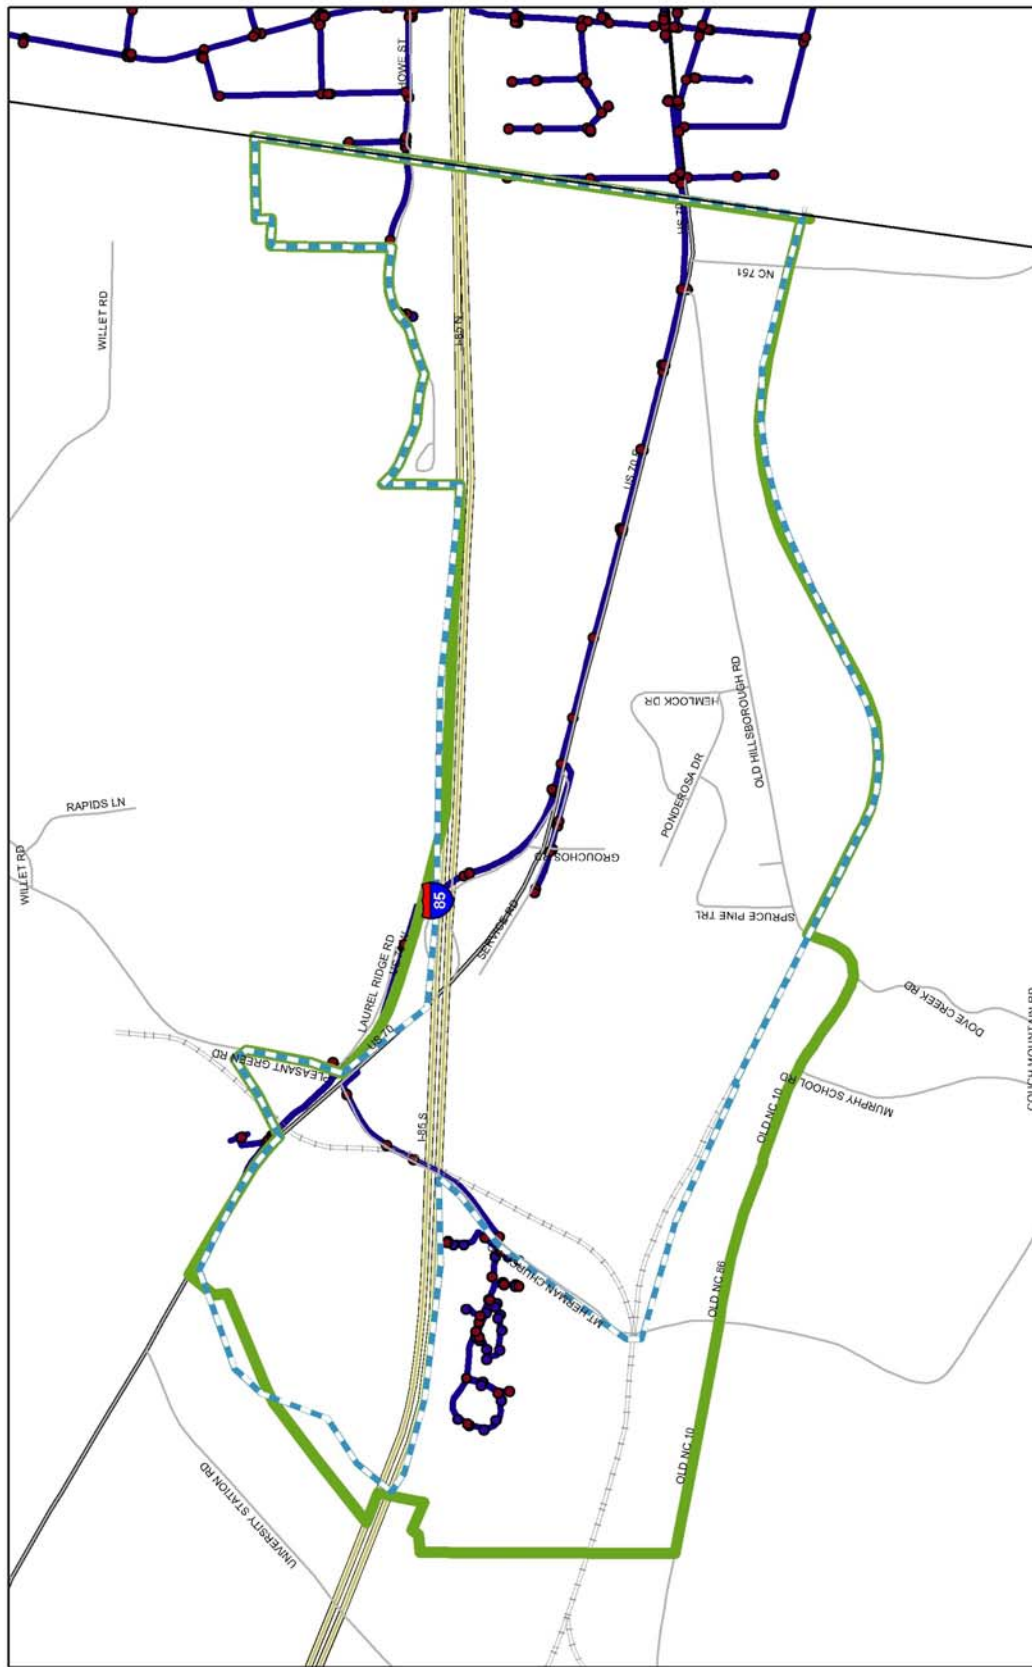 HOWE ST
WILLET RD
US 70
NC 751
I-85 N
US 70 E
HEMLOCK DR
OLD HILLSBOROUGH RD
PONDEROSA DR
RAPIDS LN
WILLET RD
GROUCHOS RD
85
SPRUCE PINE TRL
SERVICE RD
LAUREL RIDGE RD
US 70
PLEASANT GREEN RD
DOVE CREEK RD
MURPHY SCHOOL RD
OLD NC 10
I-85 S
OLD NC 86
MT HERMAN CHURCH
OLD NC 10
UNIVERSITY STATION RD